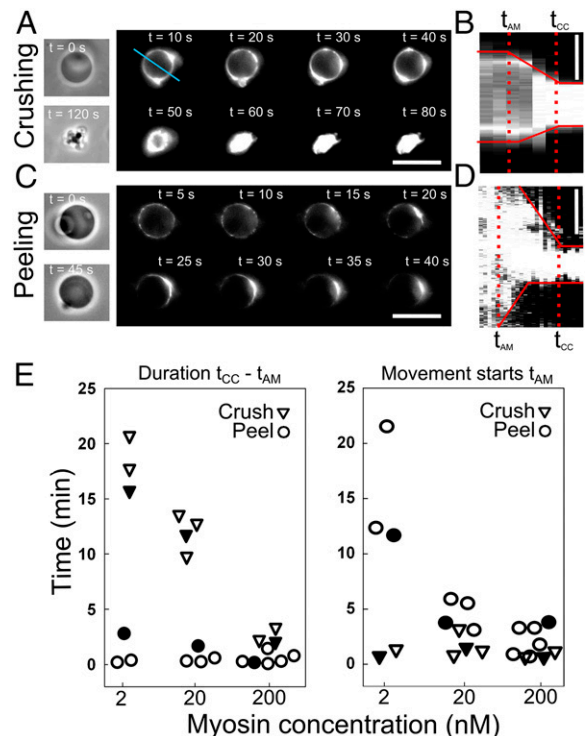 A
Crushing
t = 0 s
t = 10 s
t = 20 s
t = 30 s
t = 40 s
t = 120 s
t = 50 s
t = 60 s
t = 70 s
t = 80 s
B
tAM
tCC
C
Peeling
t = 0 s
t = 5 s
t = 10 s
t = 15 s
t = 20 s
t = 45 s
t = 25 s
t = 30 s
t = 35 s
t = 40 s
D
tAM
tCC
E
Duration tCC - tAM
Movement starts tAM
Crush
Peel
Crush
Peel
Time (min)
25
20
15
10
5
0
25
20
15
10
5
0
2
20
200
2
20
200
Myosin concentration (nM)